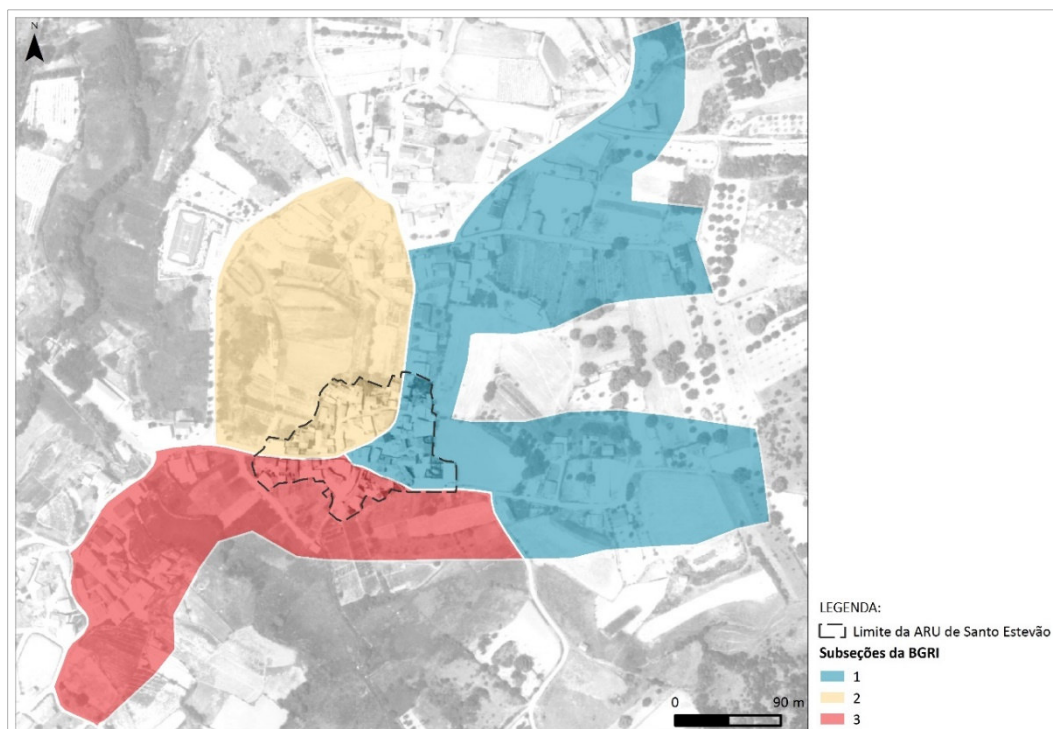 N
LEGENDA:
Limite da ARU de Santo Estevão
Subseções da BGRI
1
2
3
0 90 m